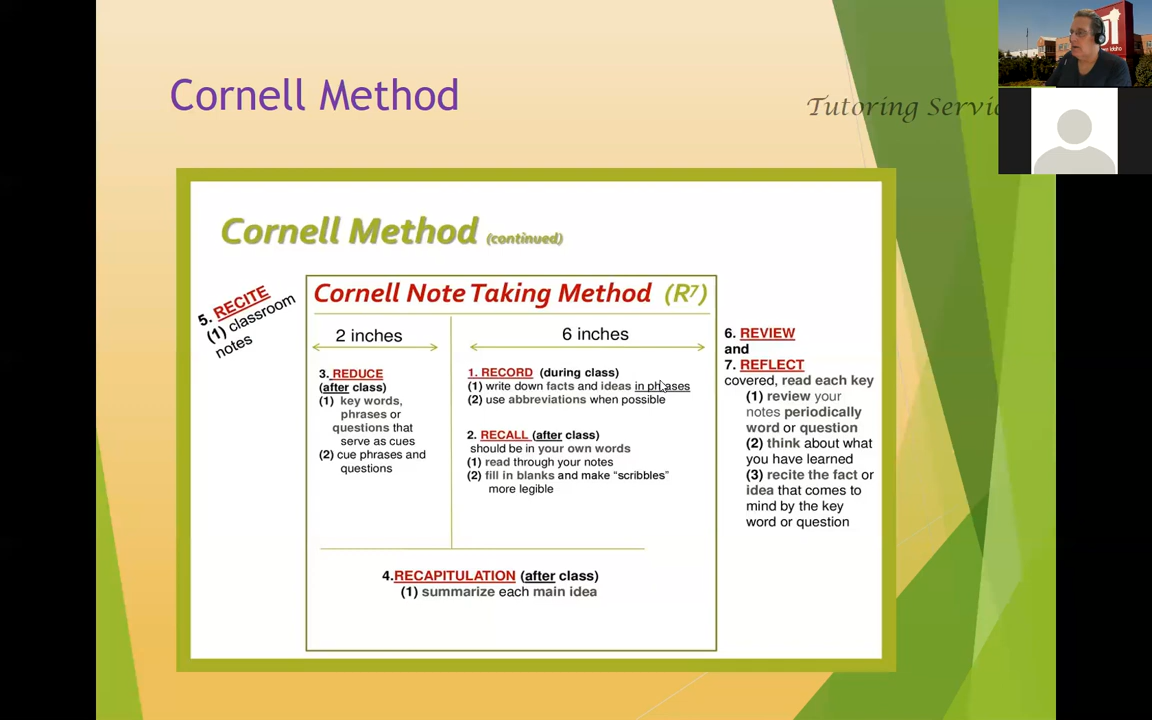 Cornell Method
Tutoring
Cornell Method (continued)
5. RECITE
(1) classroom
notes
Cornell Note Taking Method (R7)
2 inches
6 inches
3. REDUCE
(after class)
(1) key words,
phrases or
questions that
serve as cues
(2) cue phrases and
questions
1. RECORD (during class)
(1) write down facts and ideas in phrases
(2) use abbreviations when possible
2. RECALL (after class)
should be in your own words
(1) read through your notes
(2) fill in blanks and make “scribbles”
more legible
4.RECAPITULATION (after class)
(1) summarize each main idea
6. REVIEW
and
7. REFLECT
covered, read each key
(1) review your
notes periodically
word or question
(2) think about what
you have learned
(3) recite the fact or
idea that comes to
mind by the key
word or question